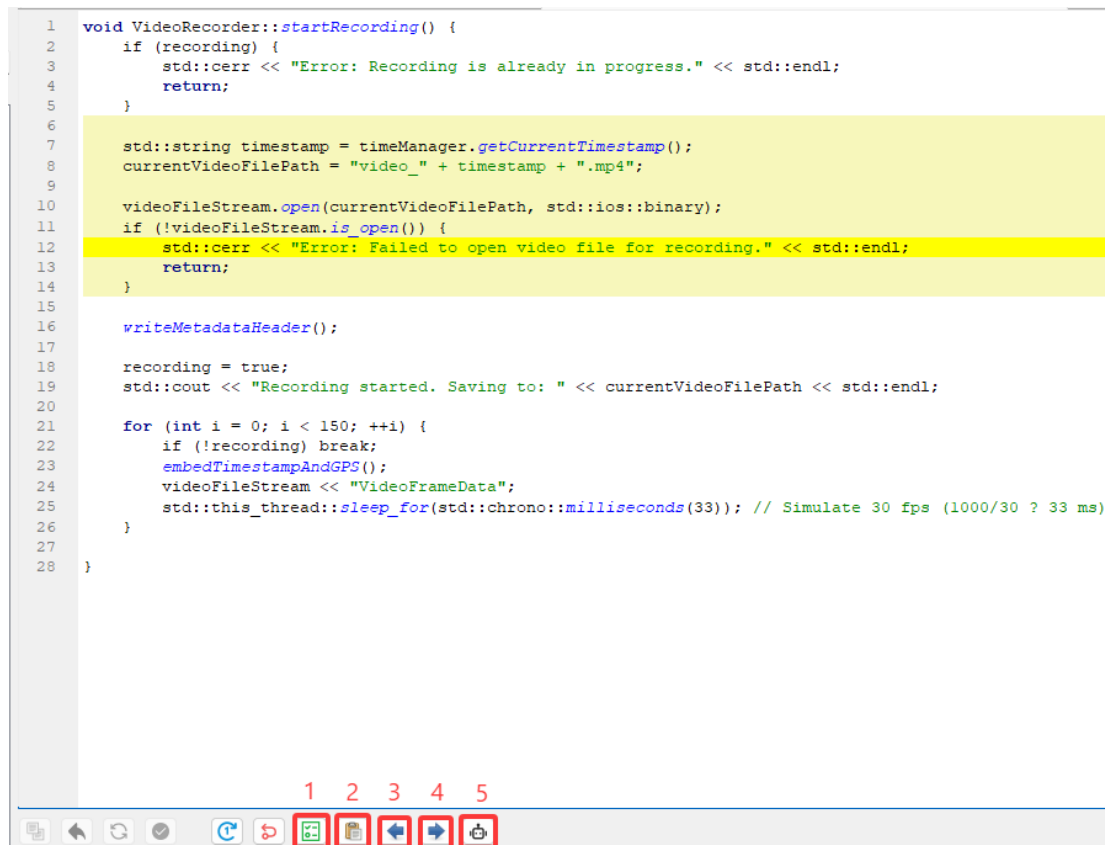 1 void VideoRecorder::startRecording() {
2 if (recording) {
3 std::cerr << "Error: Recording is already in progress." << std::endl;
4 return;
5 }
6
7 std::string timestamp = timeManager.getCurrentTimestamp();
8 currentVideoFilePath = "video_" + timestamp + ".mp4";
9
10 videoFileStream.open(currentVideoFilePath, std::ios::binary);
11 if (!videoFileStream.is_open()) {
12 std::cerr << "Error: Failed to open video file for recording." << std::endl;
13 return;
14 }
15
16 writeMetadataHeader();
17
18 recording = true;
19 std::cout << "Recording started. Saving to: " << currentVideoFilePath << std::endl;
20
21 for (int i = 0; i < 150; ++i) {
22 if (!recording) break;
23 embedTimestampAndGPS();
24 videoFileStream << "VideoFrameData";
25 std::this_thread::sleep_for(std::chrono::milliseconds(33)); // Simulate 30 fps (1000/30 ? 33 ms)
26 }
27
28 }
1 2 3 4 5